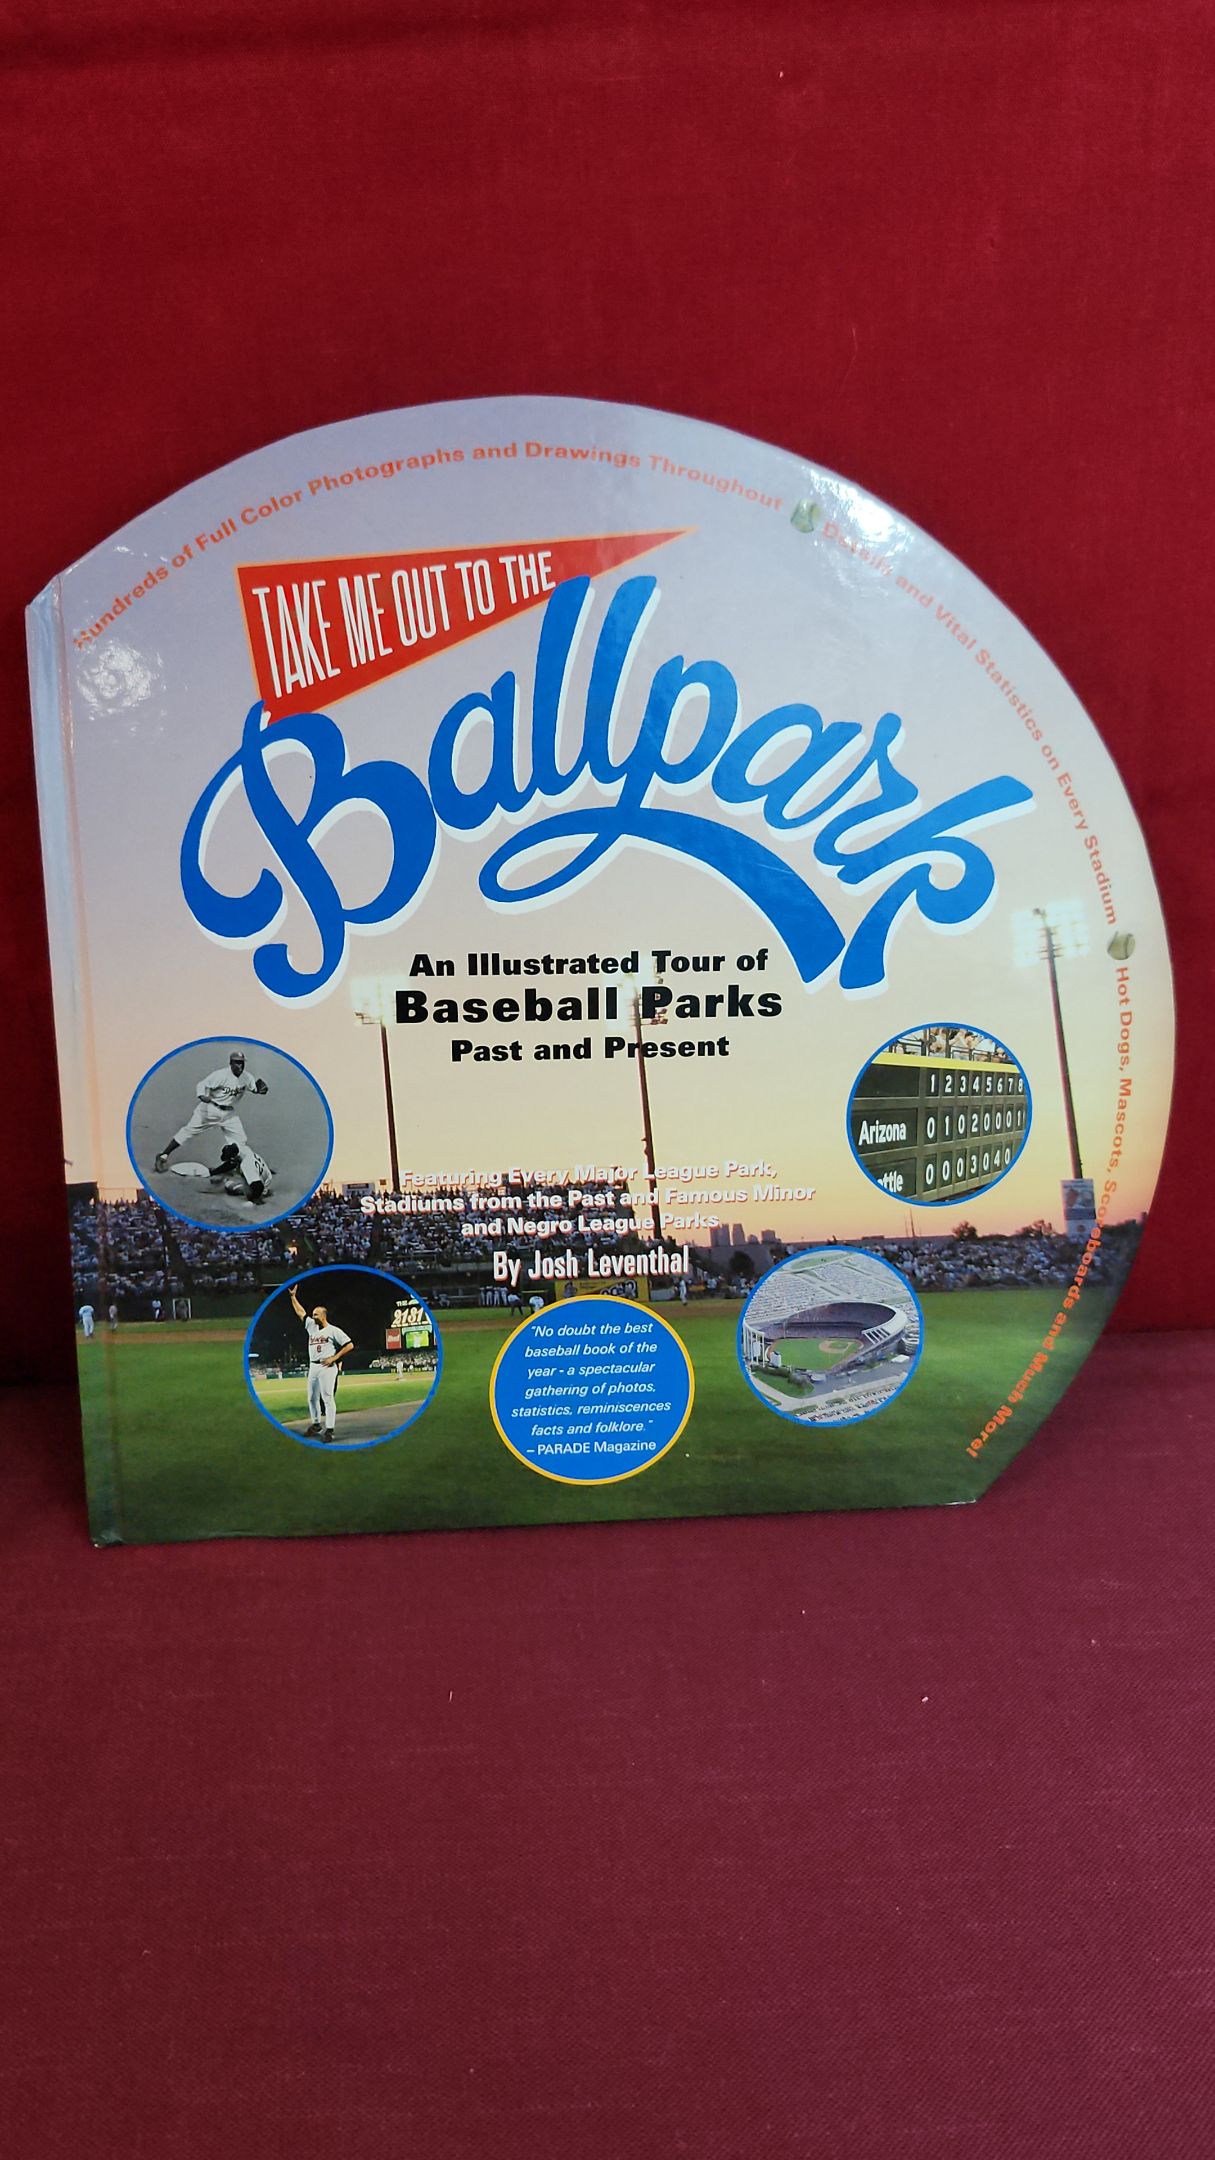 Hundreds of Full Color Photographs and Drawings Throughout
Details and Vital Statistics on Every Stadium
Hot Dogs, Mascots, Scoreboards and Much More!
TAKE ME OUT TO THE
Ballpark
An Illustrated Tour of
Baseball Parks
Past and Present
1 2 3 4 5 6 7 8
Arizona 0 1 0 2 0 0 0 1
ttle 0 0 0 3 0 4 0
Featuring Every Major League Park,
Stadiums from the Past and Famous Minor
and Negro League Parks
By Josh Leventhal
2131
8
"No doubt the best
baseball book of the
year - a spectacular
gathering of photos,
statistics, reminiscences
facts and folklore."
– PARADE Magazine